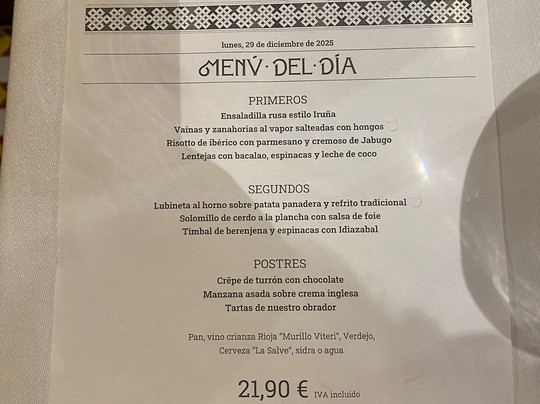 lunes, 29 de diciembre de 2025
MENÚ·DEL·DÍA
PRIMEROS
Ensaladilla rusa estilo Iruña
Vainas y zanahorias al vapor salteadas con hongos
Risotto de ibérico con parmesano y cremoso de Jabugo
Lentejas con bacalao, espinacas y leche de coco
SEGUNDOS
Lubineta al horno sobre patata panadera y refrito tradicional
Solomillo de cerdo a la plancha con salsa de foie
Timbal de berenjena y espinacas con Idiazabal
POSTRES
Crêpe de turrón con chocolate
Manzana asada sobre crema inglesa
Tartas de nuestro obrador
Pan, vino crianza Rioja "Murillo Viteri", Verdejo,
Cerveza "La Salve", sidra o agua
21,90 € IVA incluido